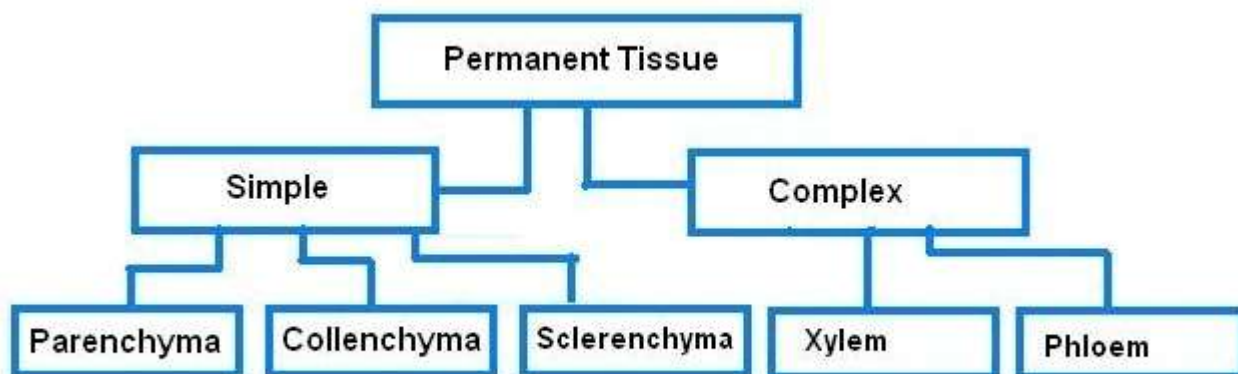 Permanent Tissue
Simple
Complex
Parenchyma
Collenchyma
Sclerenchyma
Xylem
Phloem